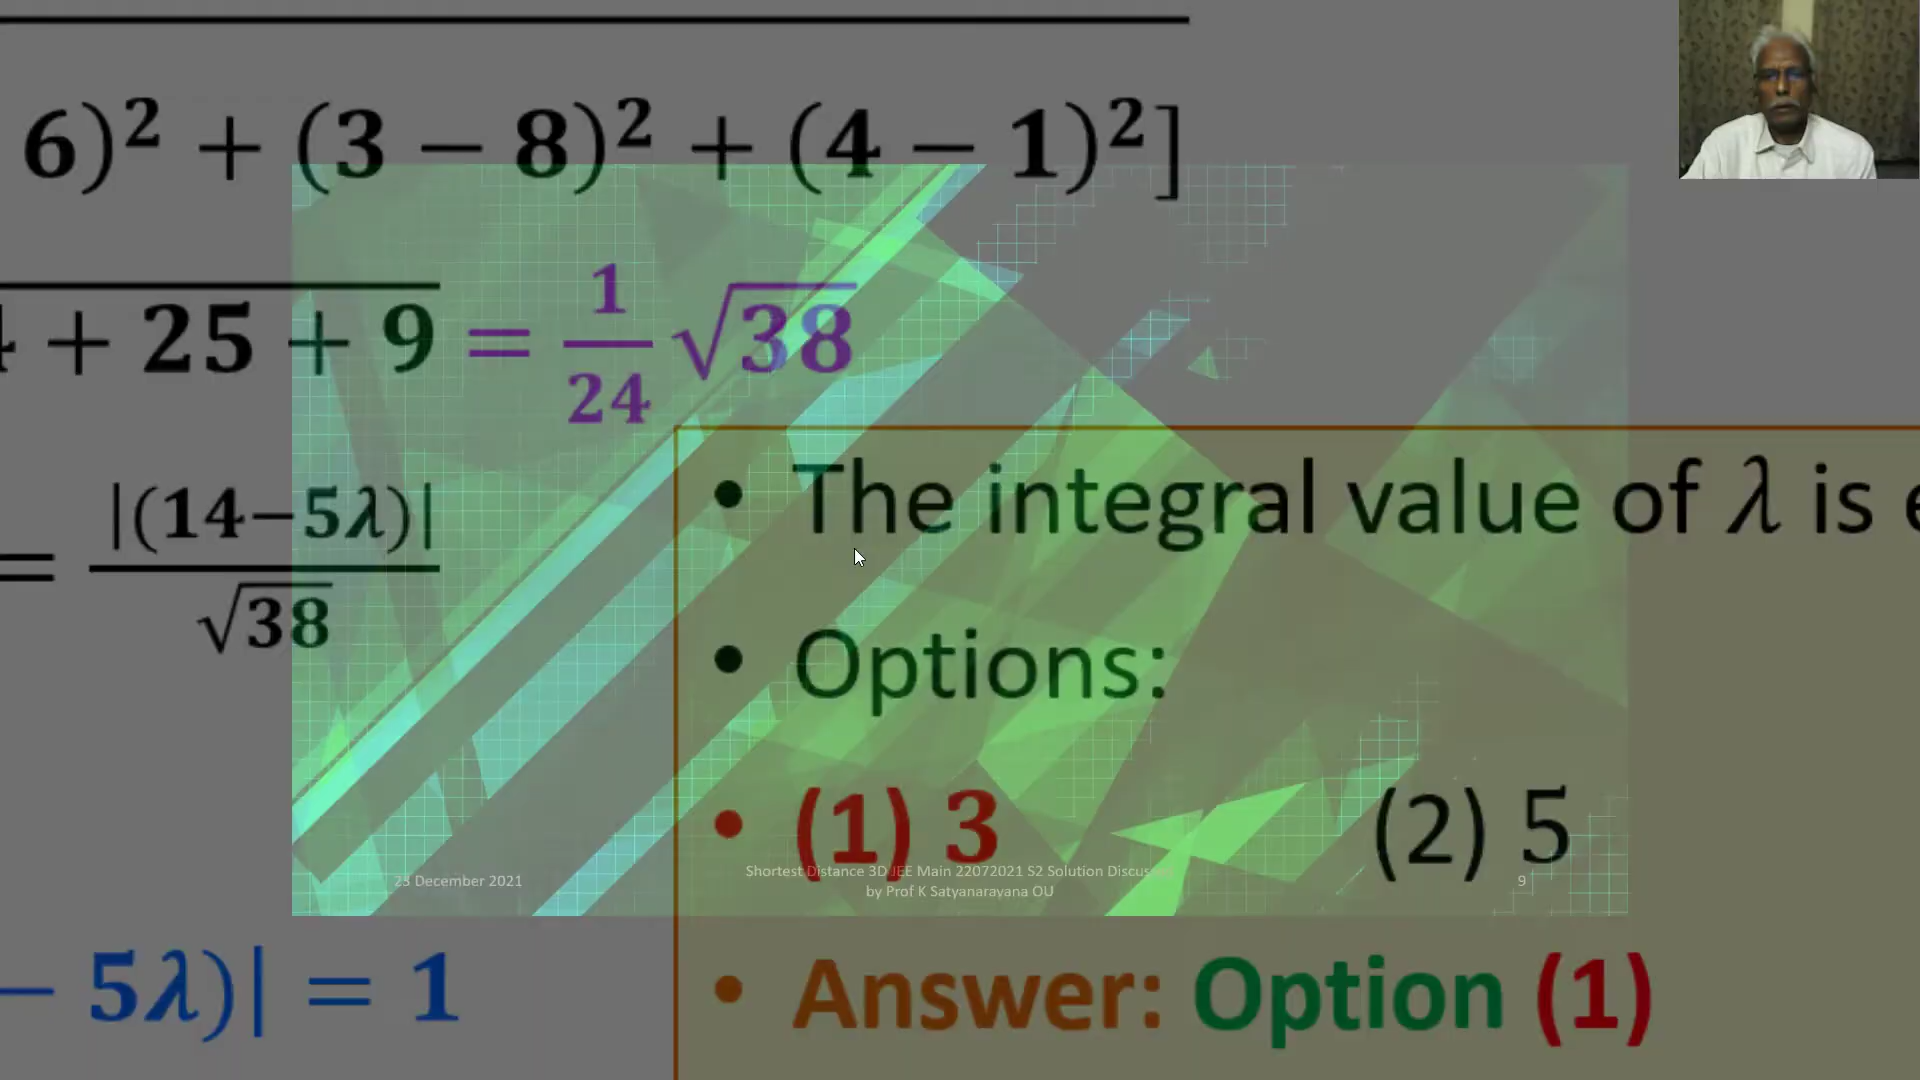 6)² + (3 − 8)² + (4 − 1)²]
+ 25 + 9 = 1/24 √38
= |(14−5λ)|/√38
• The integral value of λ is
• Options:
• (1) 3 (2) 5
23 December 2021
Shortest Distance 3D JEE Main 22072021 S2 Solution
by Prof K Satyanarayana OU
9
− 5λ)| = 1
• Answer: Option (1)